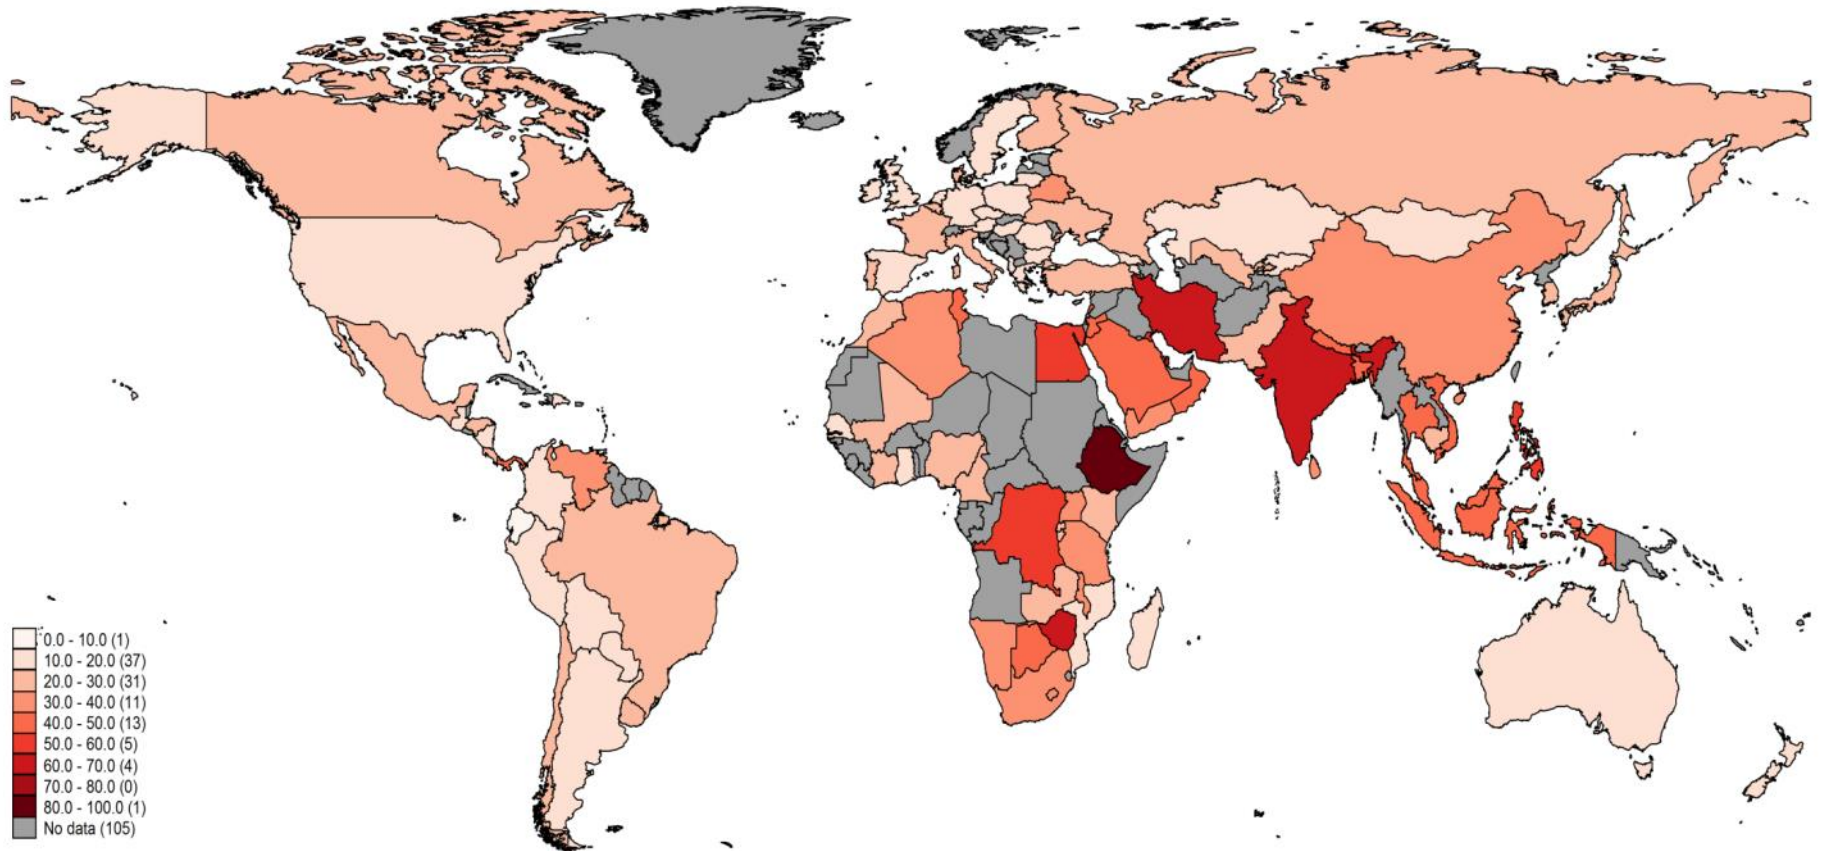 0.0 - 10.0 (1)
10.0 - 20.0 (37)
20.0 - 30.0 (31)
30.0 - 40.0 (11)
40.0 - 50.0 (13)
50.0 - 60.0 (5)
60.0 - 70.0 (4)
70.0 - 80.0 (0)
80.0 - 100.0 (1)
No data (105)